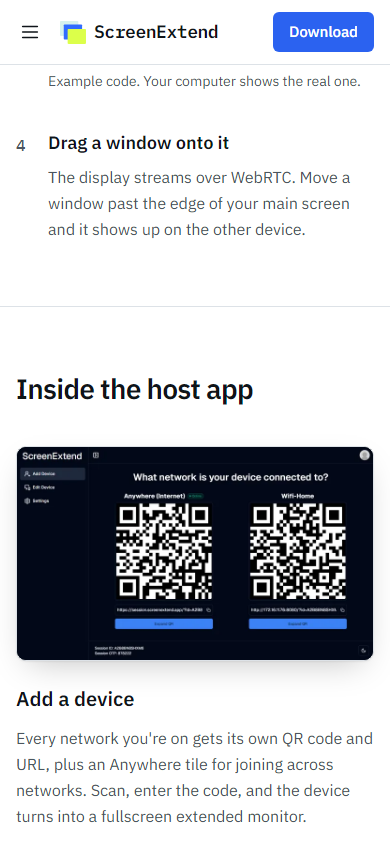 ScreenExtend
Download
Example code. Your computer shows the real one.
4
Drag a window onto it
The display streams over WebRTC. Move a
window past the edge of your main screen
and it shows up on the other device.
Inside the host app
ScreenExtend
Add Device
Edit Device
Settings
What network is your device connected to?
Anywhere (Internet)
Wifi-Home
Add a device
Every network you're on gets its own QR code and
URL, plus an Anywhere tile for joining across
networks. Scan, enter the code, and the device
turns into a fullscreen extended monitor.